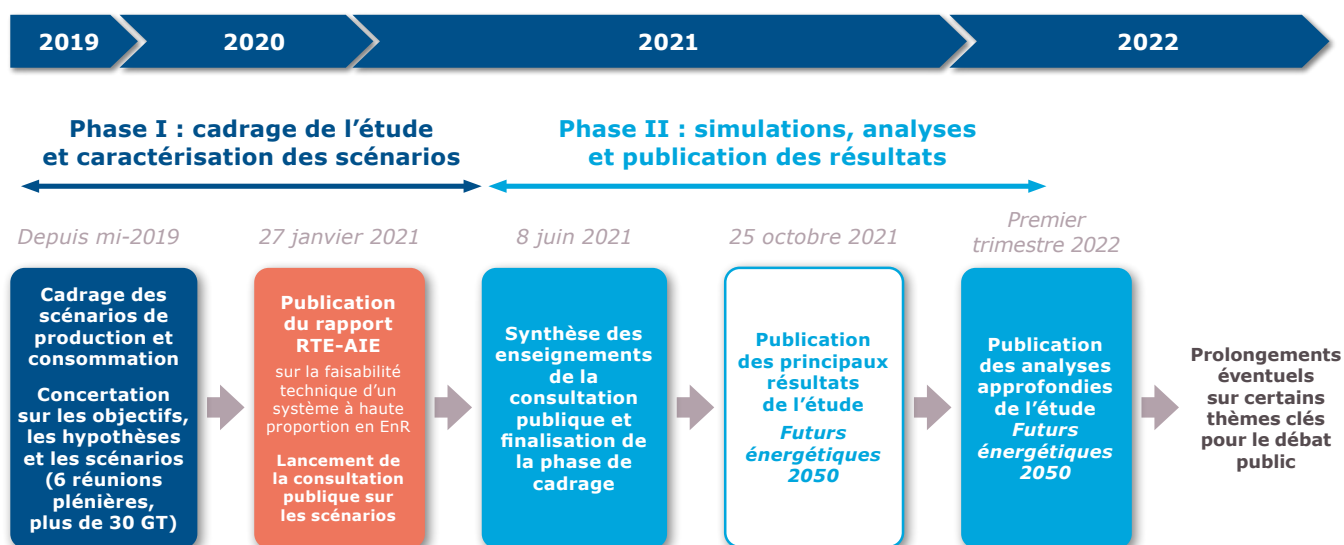 2019
2020
2021
2022
Phase I : cadrage de l’étude
et caractérisation des scénarios
Phase II : simulations, analyses
et publication des résultats
Depuis mi-2019
27 janvier 2021
8 juin 2021
25 octobre 2021
Premier
trimestre 2022
Cadrage des
scénarios de
production et
consommation
Concertation
sur les objectifs,
les hypothèses
et les scénarios
(6 réunions
plénières,
plus de 30 GT)
Publication
du rapport
RTE-AIE
sur la faisabilité
technique d’un
système à haute
proportion en EnR
Lancement de
la consultation
publique sur
les scénarios
Synthèse des
enseignements
de la
consultation
publique et
finalisation de
la phase de
cadrage
Publication
des principaux
résultats
de l’étude
Futurs
énergétiques
2050
Publication
des analyses
approfondies
de l’étude
Futurs
énergétiques
2050
Prolongements
éventuels
sur certains
thèmes clés
pour le débat
public